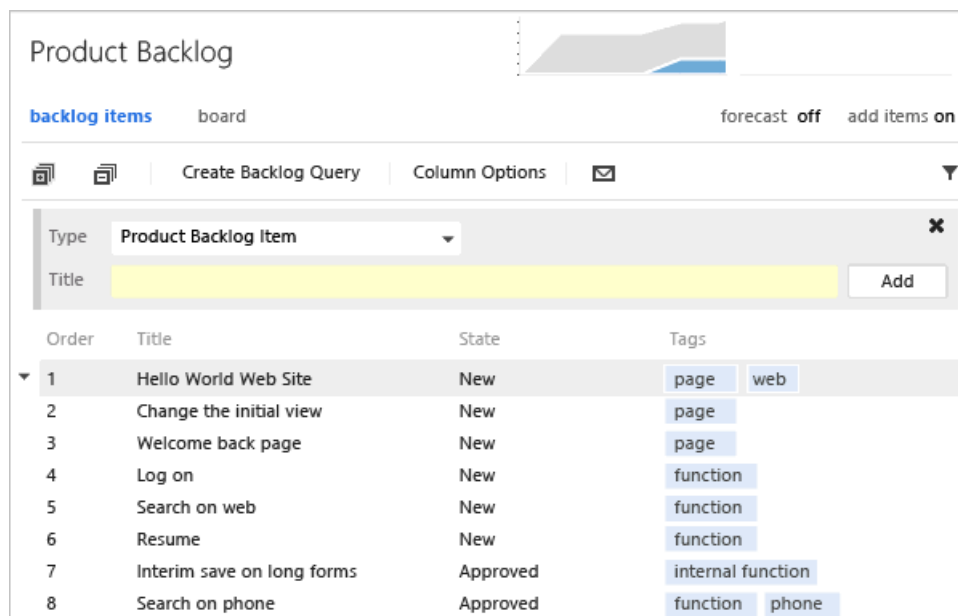 Product Backlog
backlog items board forecast off add items on
Create Backlog Query Column Options
Type Product Backlog Item
Title Add
Order Title State Tags
1 Hello World Web Site New page web
2 Change the initial view New page
3 Welcome back page New page
4 Log on New function
5 Search on web New function
6 Resume New function
7 Interim save on long forms Approved internal function
8 Search on phone Approved function phone